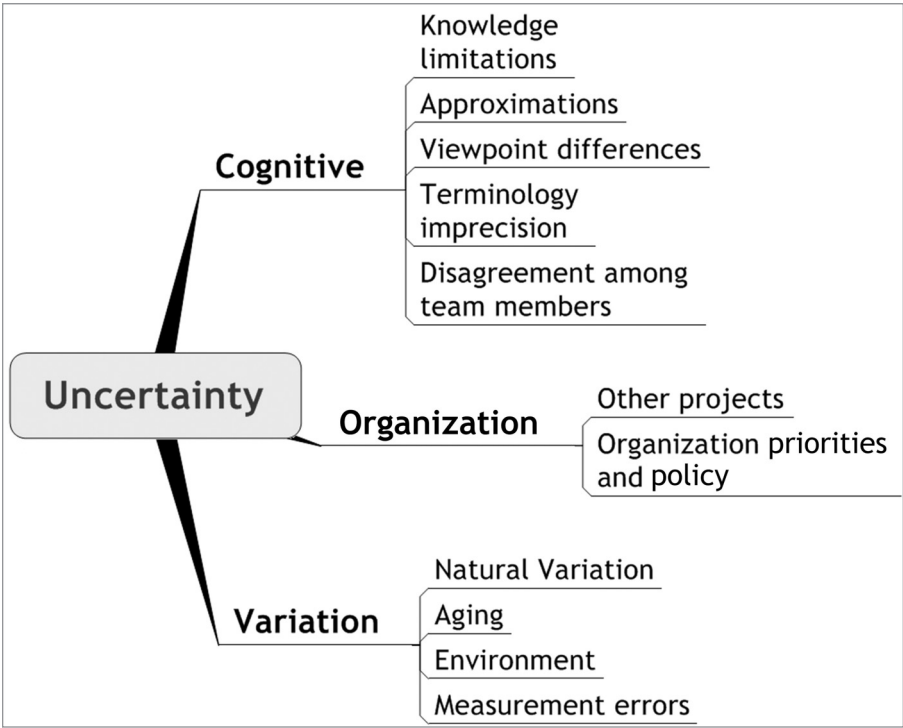 Knowledge
limitations
Approximations
Viewpoint differences
Cognitive
Terminology
imprecision
Disagreement among
team members
Uncertainty
Other projects
Organization
Organization priorities
and policy
Natural Variation
Aging
Variation
Environment
Measurement errors